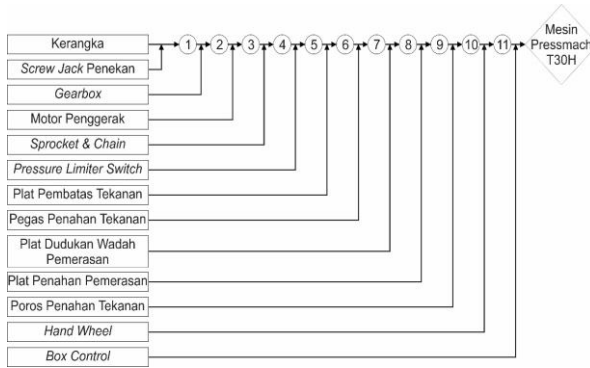 Kerangka
1 2 3 4 5 6 7 8 9 10 11
Mesin
Pressmach
T30H
Screw Jack Penekan
Gearbox
Motor Penggerak
Sprocket & Chain
Pressure Limiter Switch
Plat Pembatas Tekanan
Pegas Penahan Tekanan
Plat Dudukan Wadah
Pemerasan
Plat Penahan Pemerasan
Poros Penahan Tekanan
Hand Wheel
Box Control